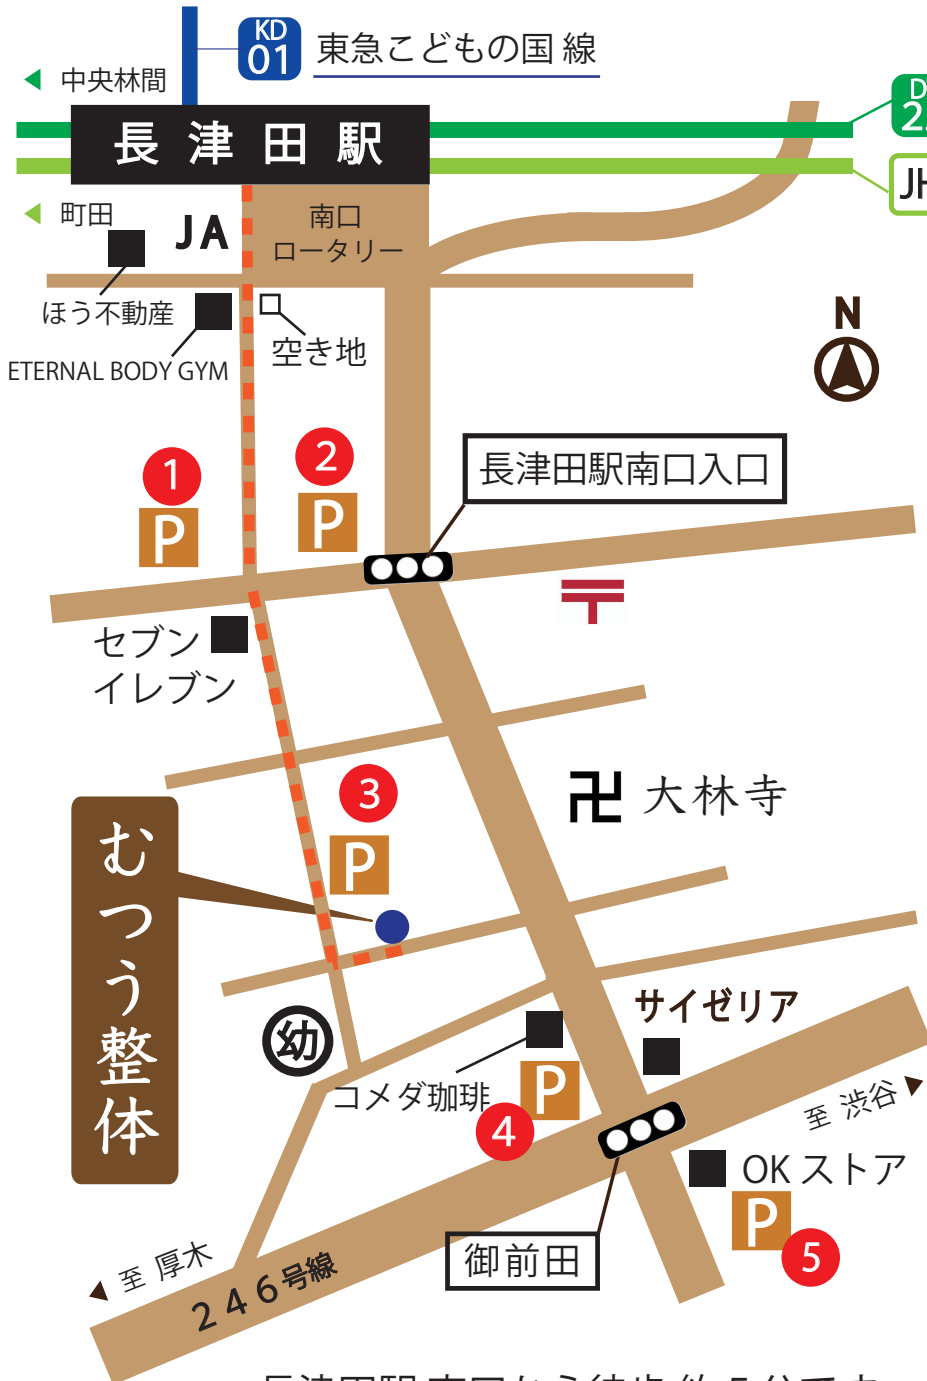 KD
01
東急こどもの国線
中央林間
長津田駅
JH
町田
JA
南口
ロータリー
ほう不動産
空き地
ETERNAL BODY GYM
N
1
P
2
P
長津田駅南口入口
〒
セブン
イレブン
3
P
卍 大林寺
むつう整体
幼
サイゼリア
コメダ珈琲
P
4
至 渋谷
OK ストア
P
5
御前田
至 厚木
246号線